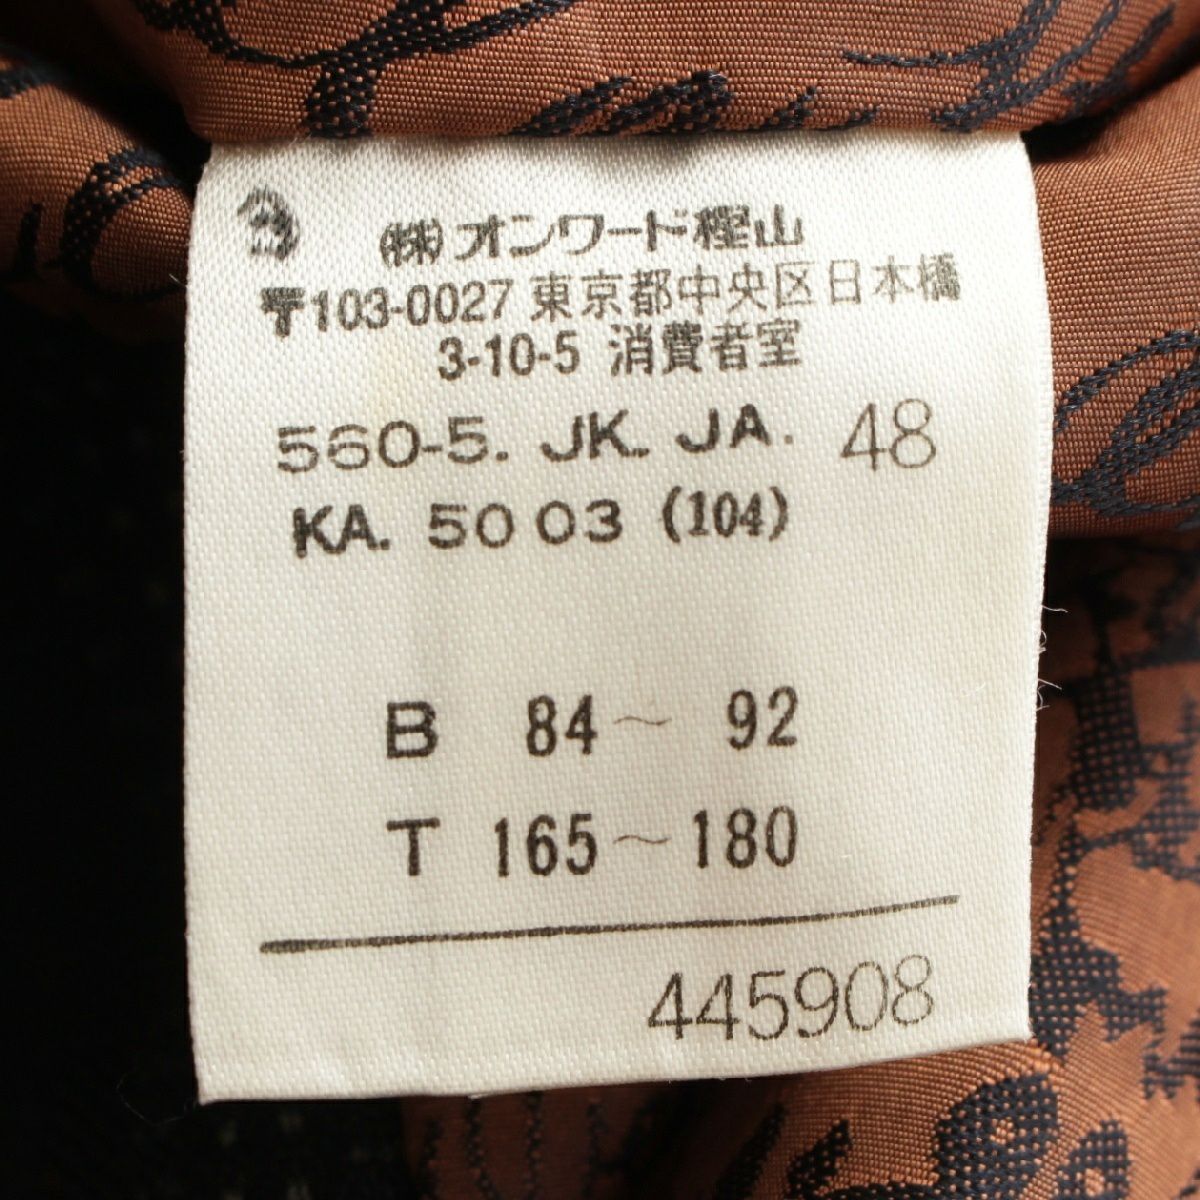 (株)オンワード樫山
〒103-0027 東京都中央区日本橋
3-10-5 消費者室
560-5. JK. JA. 48
KA. 5003 (104)
B 84～ 92
T 165～180
445908